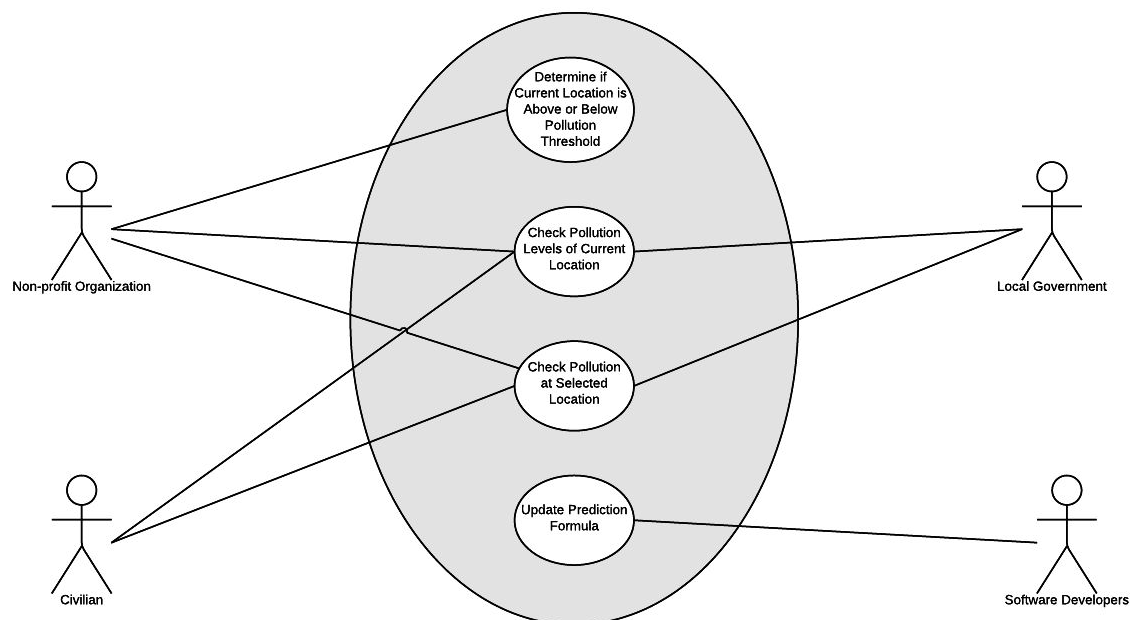 Determine if
Current Location is
Above or Below
Pollution
Threshold
Non-profit Organization
Check Pollution
Levels of Current
Location
Local Government
Check Pollution
at Selected
Location
Update Prediction
Formula
Civilian
Software Developers